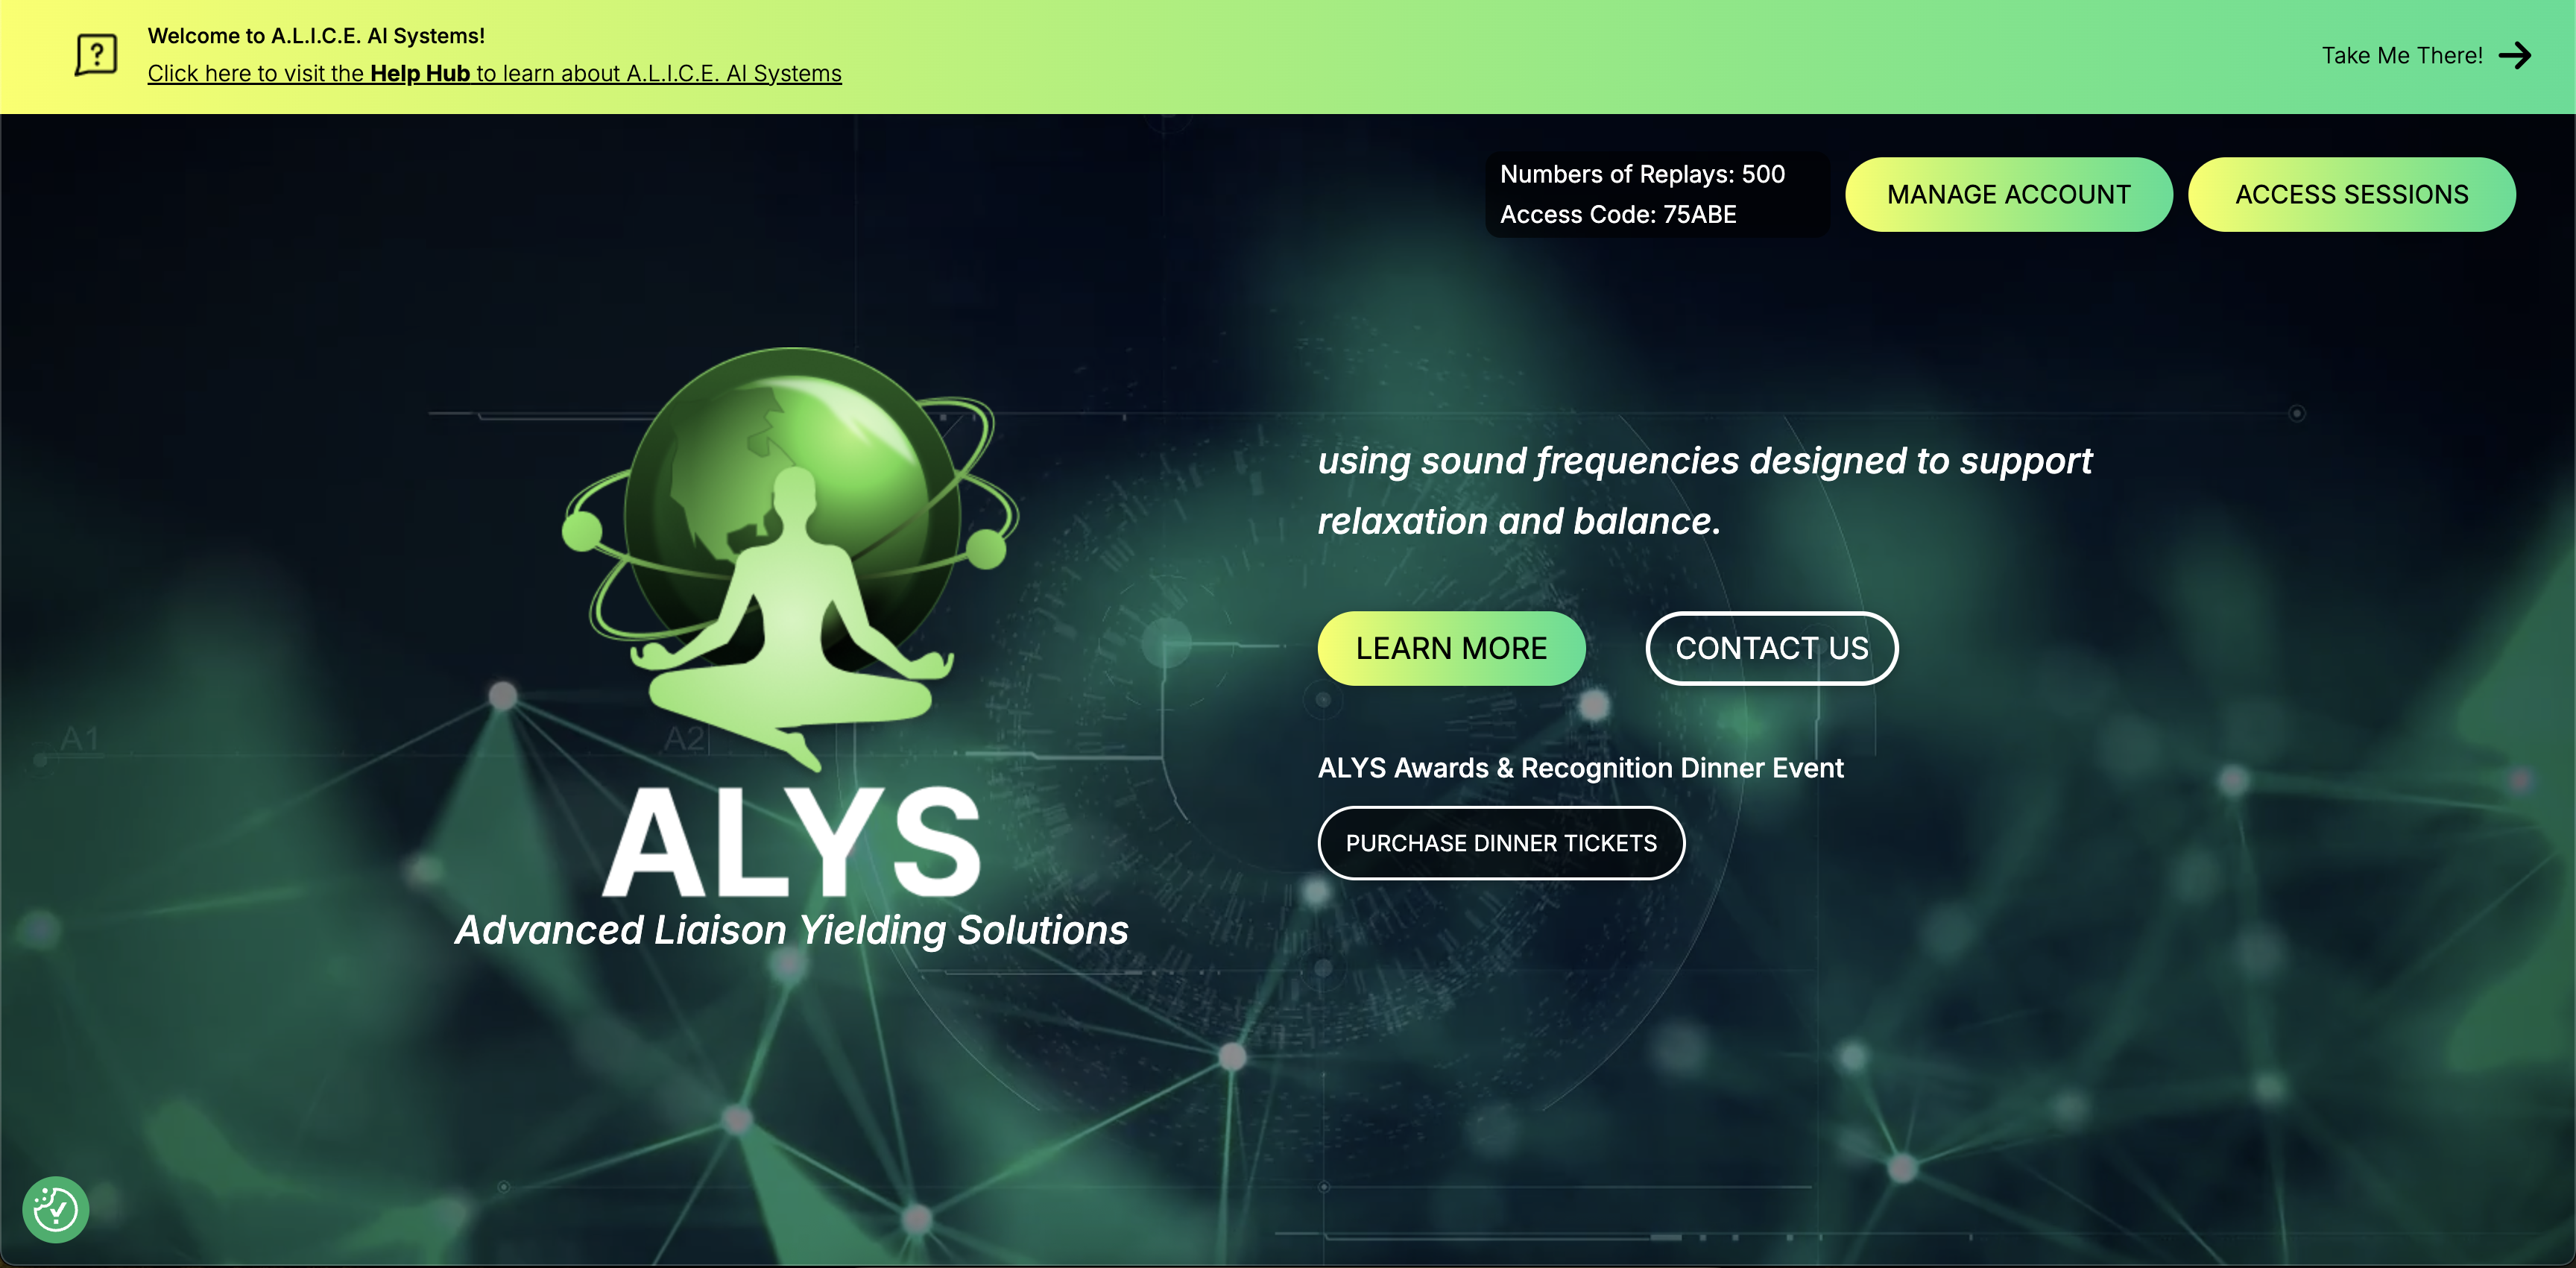 Welcome to A.L.I.C.E. AI Systems!
Click here to visit the Help Hub to learn about A.L.I.C.E. AI Systems
Take Me There!
Numbers of Replays: 500
Access Code: 75ABE
MANAGE ACCOUNT
ACCESS SESSIONS
using sound frequencies designed to support
relaxation and balance.
LEARN MORE
CONTACT US
A1
A2
ALYS Awards & Recognition Dinner Event
PURCHASE DINNER TICKETS
ALYS
Advanced Liaison Yielding Solutions